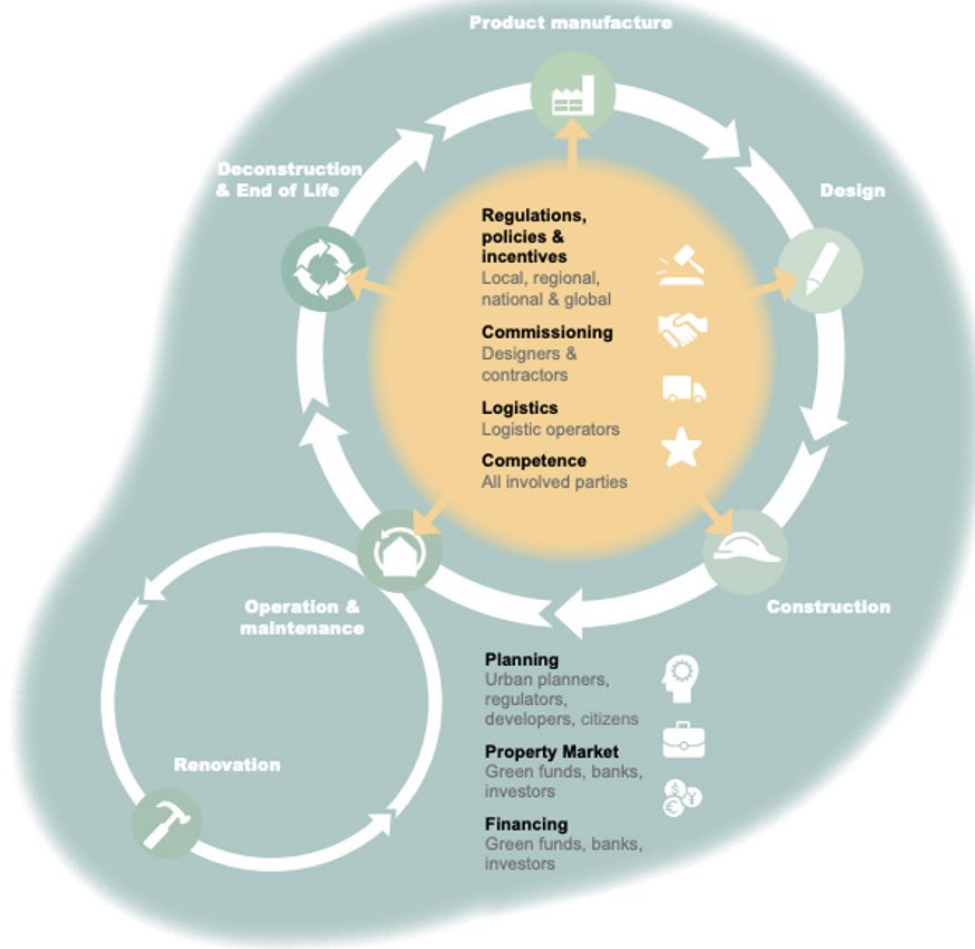 Product manufacture
Deconstruction
& End of Life
Design
Regulations,
policies &
incentives
Local, regional,
national & global
Commissioning
Designers &
contractors
Logistics
Logistic operators
Competence
All involved parties
Operation &
maintenance
Construction
Planning
Urban planners,
regulators,
developers, citizens
Property Market
Green funds, banks,
investors
Renovation
Financing
Green funds, banks,
investors
$
¥
€